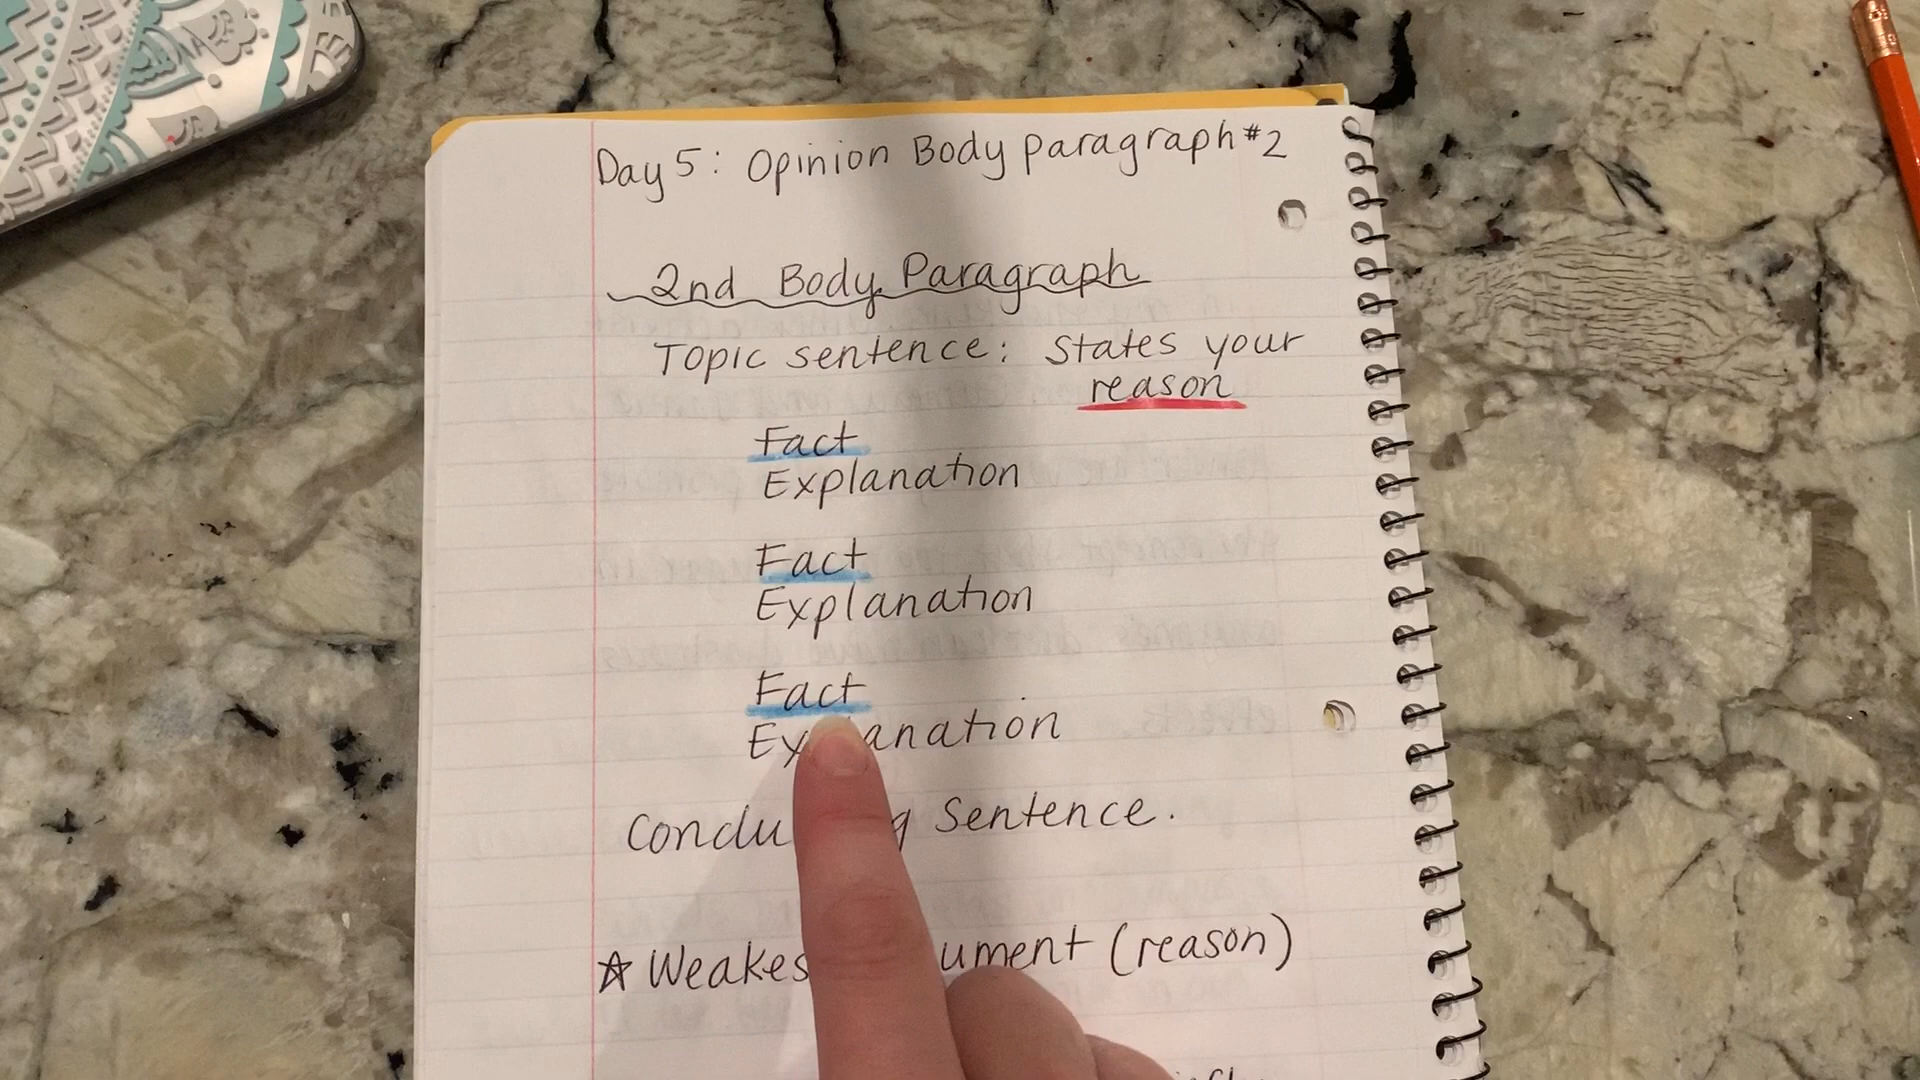 Day 5: Opinion Body paragraph #2
2nd Body Paragraph
Topic sentence: States your
reason
Fact
Explanation
Fact
Explanation
Fact
Sentence.
(reason)